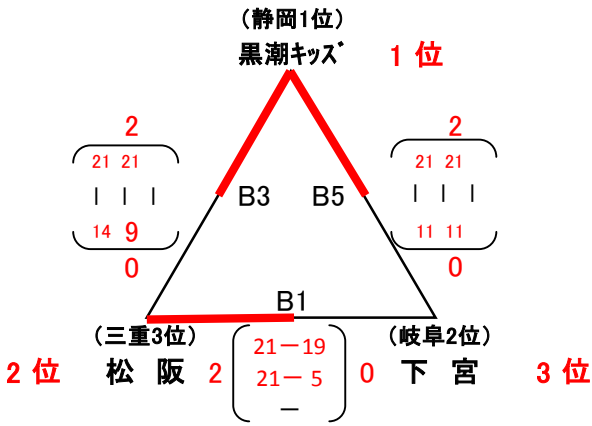 (静岡1位)
黒潮キッズ 1 位
2 2
21 21 21 21
| | | | | |
B3 B5
14 9 11 11
0 0
B1
(三重3位) (岐阜2位)
21－19
2 位 松 阪 2 21－ 5 0 下 宮 3 位
－